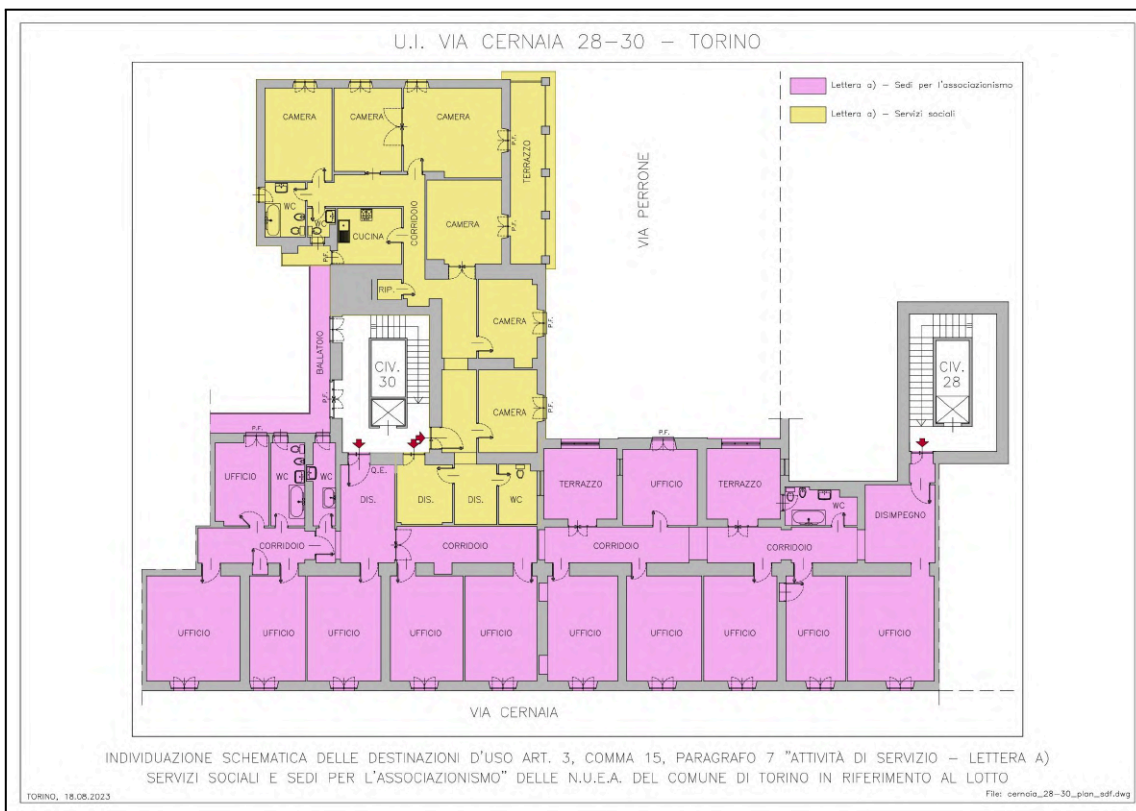 U.I. VIA CERNAIA 28-30 - TORINO
Lettera a) - Sedi per l'associazionismo
Lettera a) - Servizi sociali
CAMERA
CAMERA
CAMERA
P.F.
TERRAZZO
VIA PERRONE
WC
WC
CORRIDOIO
CAMERA
P.F.
CUCINA
P.F.
RIP.
CAMERA
P.F.
BALLATOIO
CIV.
30
CIV.
28
P.F.
CAMERA
P.F.
P.F.
P.F.
Q.E.
UFFICIO
WC
WC
DIS.
DIS.
DIS.
WC
TERRAZZO
UFFICIO
TERRAZZO
WC
DISIMPEGNO
CORRIDOIO
CORRIDOIO
CORRIDOIO
CORRIDOIO
UFFICIO
UFFICIO
UFFICIO
UFFICIO
UFFICIO
UFFICIO
UFFICIO
UFFICIO
UFFICIO
UFFICIO
VIA CERNAIA
INDIVIDUAZIONE SCHEMATICA DELLE DESTINAZIONI D'USO ART. 3, COMMA 15, PARAGRAFO 7 "ATTIVITÀ DI SERVIZIO - LETTERA A)
SERVIZI SOCIALI E SEDI PER L'ASSOCIAZIONISMO" DELLE N.U.E.A. DEL COMUNE DI TORINO IN RIFERIMENTO AL LOTTO
TORINO, 18.08.2023
File: cernaia_28-30_plan_sdf.dwg